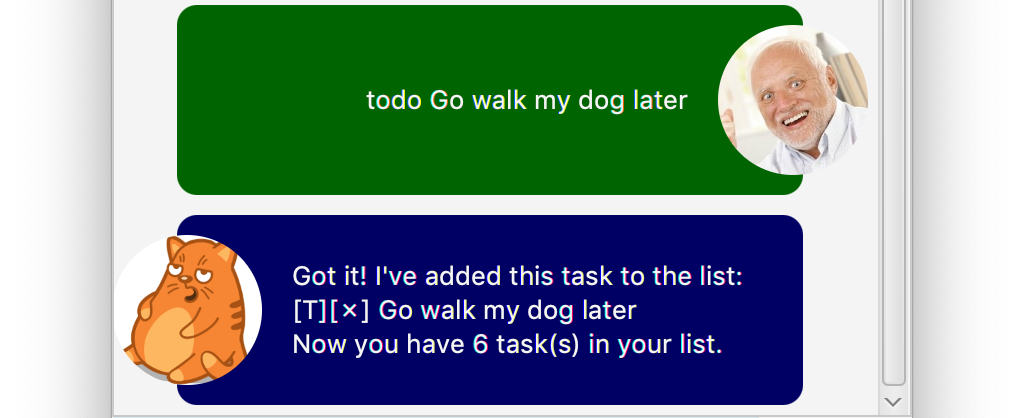 todo Go walk my dog later
Got it! I've added this task to the list:
[T][×] Go walk my dog later
Now you have 6 task(s) in your list.